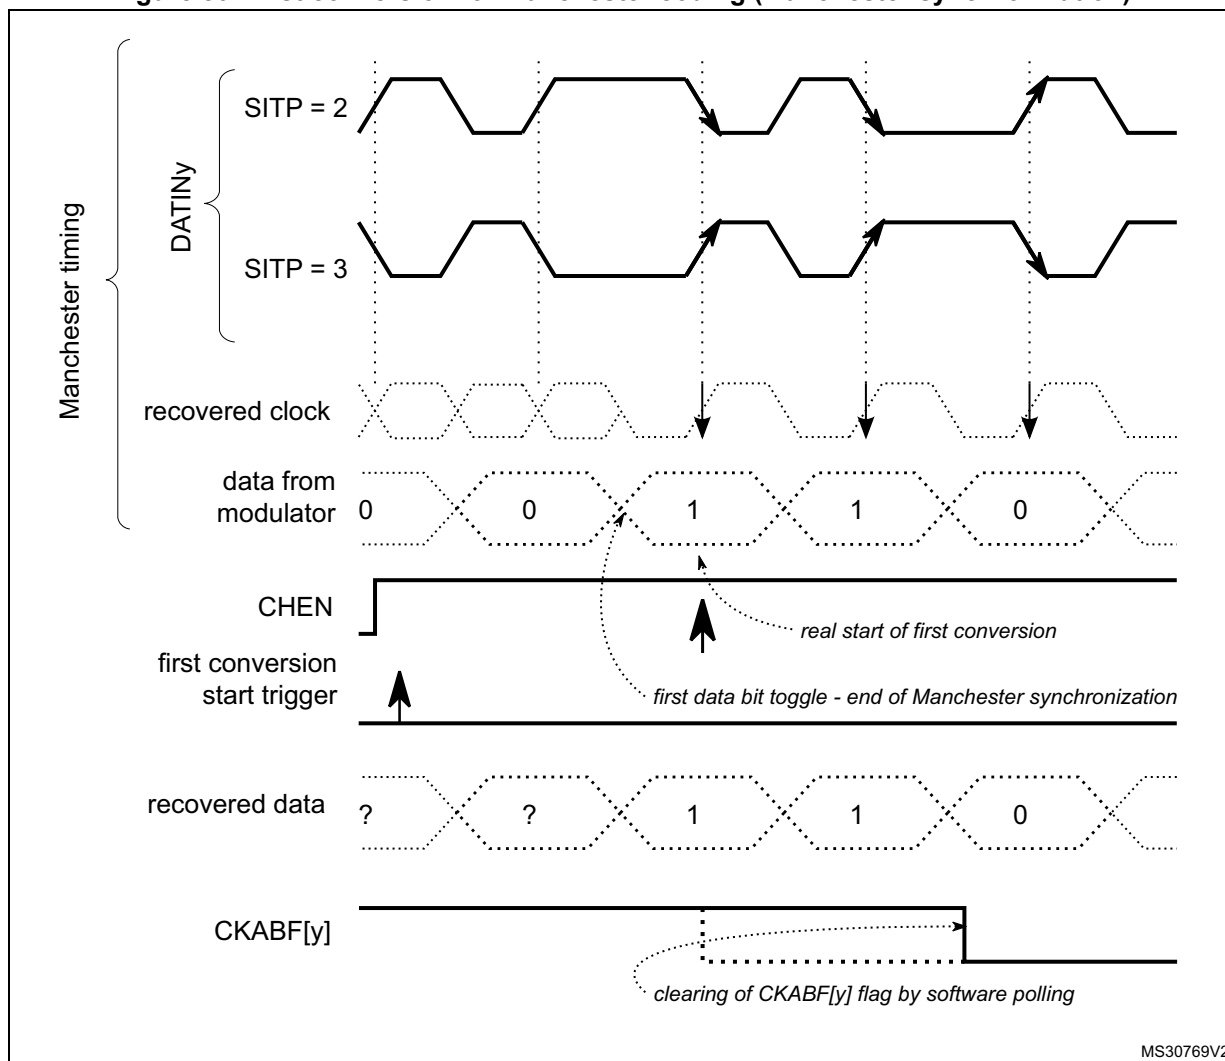 Manchester timing
DATINy
SITP = 2
SITP = 3
recovered clock
data from
modulator
0 0 1 1 0
CHEN
real start of first conversion
first conversion
start trigger
first data bit toggle - end of Manchester synchronization
recovered data
? ? 1 1 0
CKABF[y]
clearing of CKABF[y] flag by software polling
MS30769V2